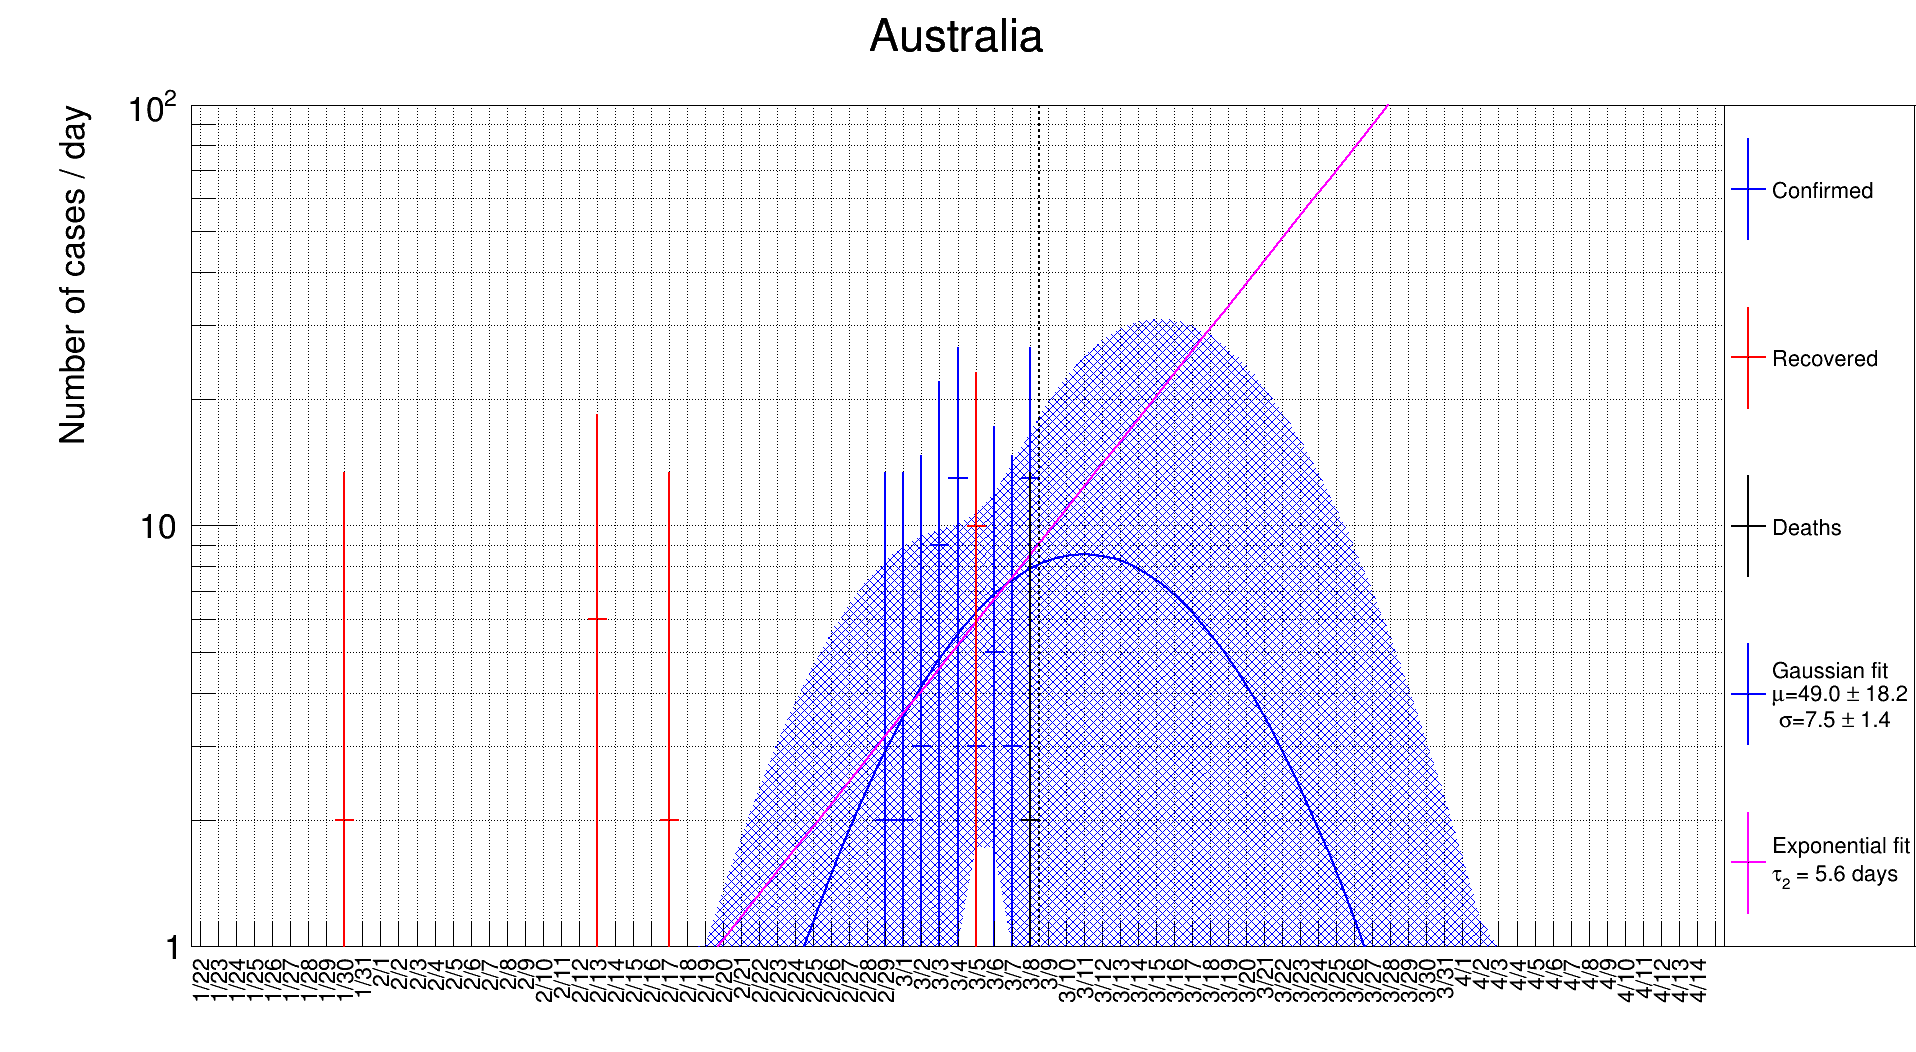 Australia
Number of cases / day
10²
10
1
1/22 1/23 1/24 1/25 1/26 1/27 1/28 1/29 1/30 1/31 2/1 2/2 2/3 2/4 2/5 2/6 2/7 2/8 2/9 2/10 2/11 2/12 2/13 2/14 2/15 2/16 2/17 2/18 2/19 2/20 2/21 2/22 2/23 2/24 2/25 2/26 2/27 2/28 2/29 3/1 3/2 3/3 3/4 3/5 3/6 3/7 3/8 3/9 3/10 3/11 3/12 3/13 3/14 3/15 3/16 3/17 3/18 3/19 3/20 3/21 3/22 3/23 3/24 3/25 3/26 3/27 3/28 3/29 3/30 3/31 4/1 4/2 4/3 4/4 4/5 4/6 4/7 4/8 4/9 4/10 4/11 4/12 4/13 4/14
Confirmed
Recovered
Deaths
Gaussian fit
μ=49.0 ± 18.2
σ=7.5 ± 1.4
Exponential fit
τ₂ = 5.6 days